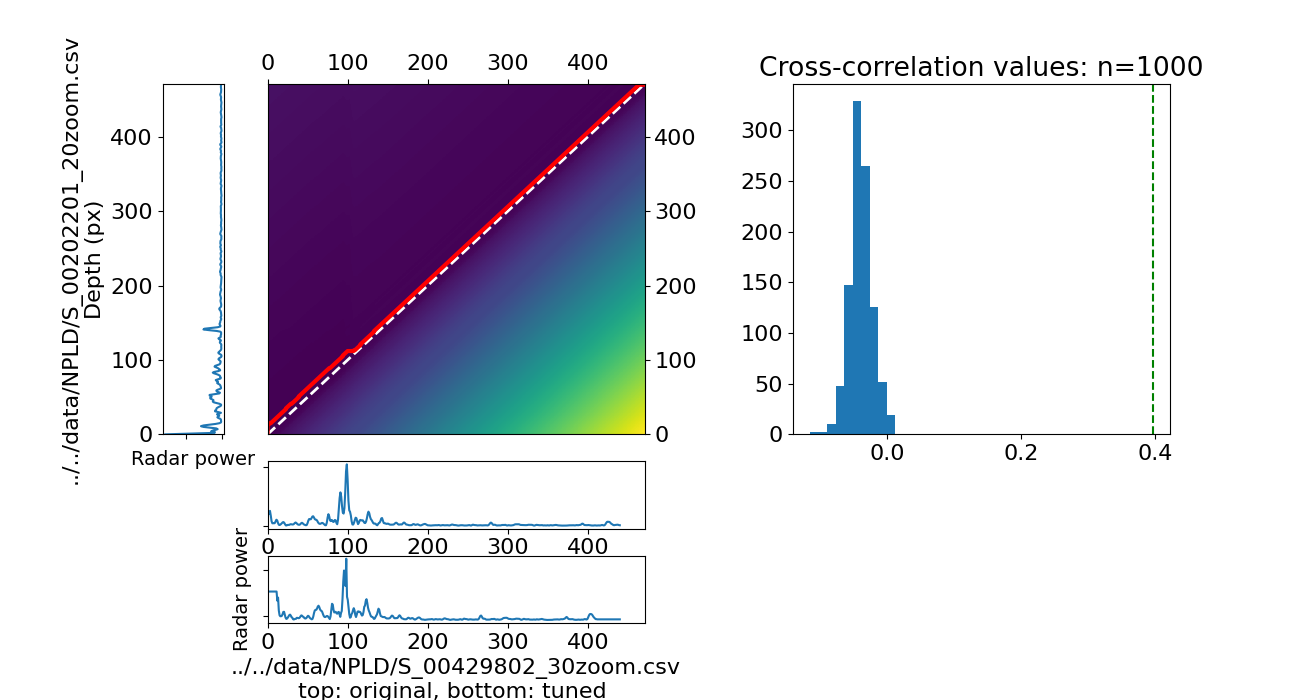 0 100 200 300 400
Cross-correlation values: n=1000
../../data/NPLD/S_00202201_20zoom.csv
Depth (px)
400
300
200
100
0
400
300
200
100
0
300
250
200
150
100
50
0
0.0 0.2 0.4
Radar power
0 100 200 300 400
Radar power
0 100 200 300 400
../../data/NPLD/S_00429802_30zoom.csv
top: original, bottom: tuned